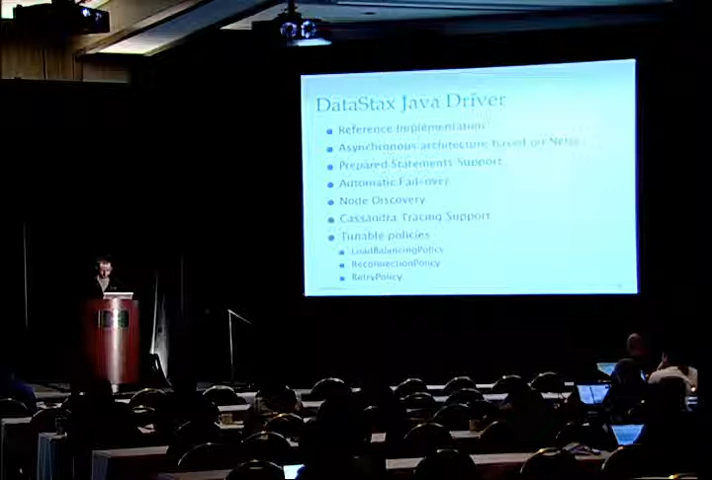 DataStax Java Driver
Reference Implementation
Asynchronous architecture based on Netty
Prepared Statements Support
Automatic Fail-over
Node Discovery
Cassandra Tracing Support
Tunable policies
LoadBalancingPolicy
ReconnectionPolicy
RetryPolicy